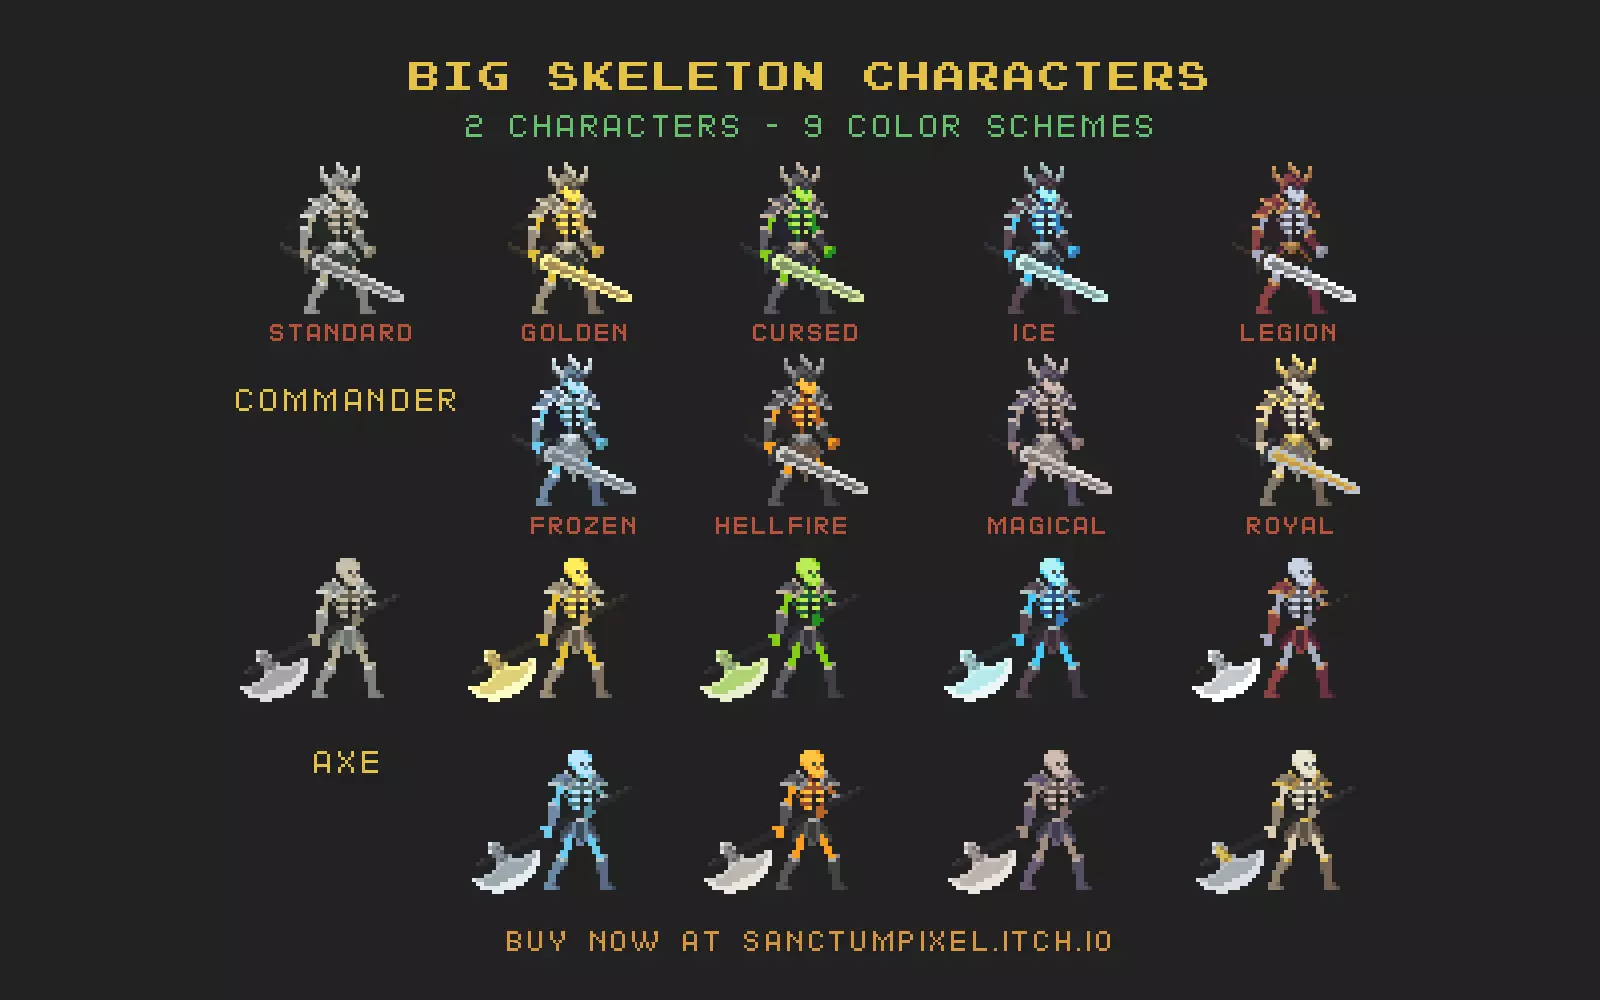 BIG SKELETON CHARACTERS
2 CHARACTERS - 9 COLOR SCHEMES
STANDARD GOLDEN CURSED ICE LEGION
COMMANDER
FROZEN HELLFIRE MAGICAL ROYAL
AXE
BUY NOW AT SANCTUMPIXEL.ITCH.IO